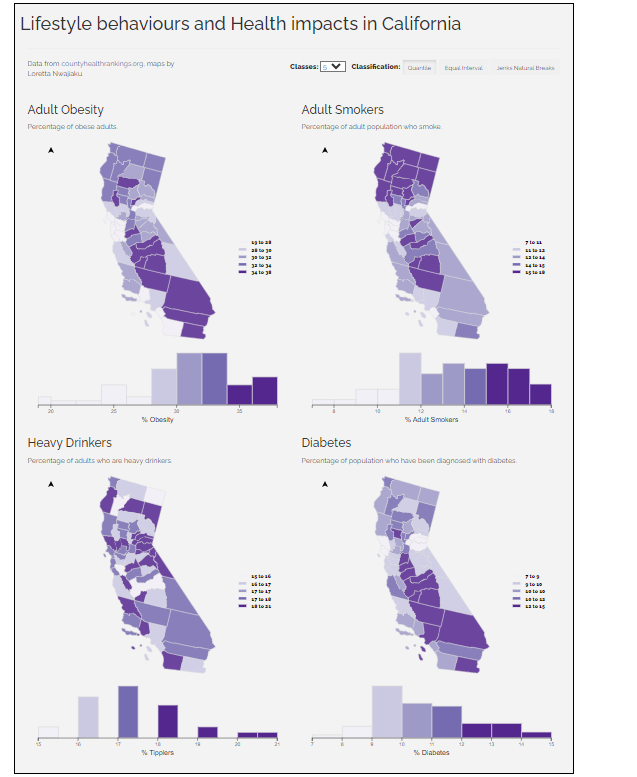 Lifestyle behaviours and Health impacts in California
Data from countyhealthrankings.org, maps by
Loretta Nwajiaku.
Classes: 5 Classification: Quantile Equal Interval Jenks Natural Breaks
Adult Obesity
Percentage of obese adults.
19 to 28
28 to 30
30 to 32
32 to 34
34 to 38
20 25 30 35
% Obesity
Adult Smokers
Percentage of adult population who smoke.
7 to 11
11 to 12
12 to 14
14 to 15
15 to 18
8 10 12 14 16 18
% Adult Smokers
Heavy Drinkers
Percentage of adults who are heavy drinkers.
15 to 16
16 to 17
17 to 17
17 to 18
18 to 21
15 16 17 18 19 20 21
% Tipplers
Diabetes
Percentage of population who have been diagnosed with diabetes.
7 to 9
9 to 10
10 to 10
10 to 12
12 to 15
7 8 9 10 11 12 13 14 15
% Diabetes